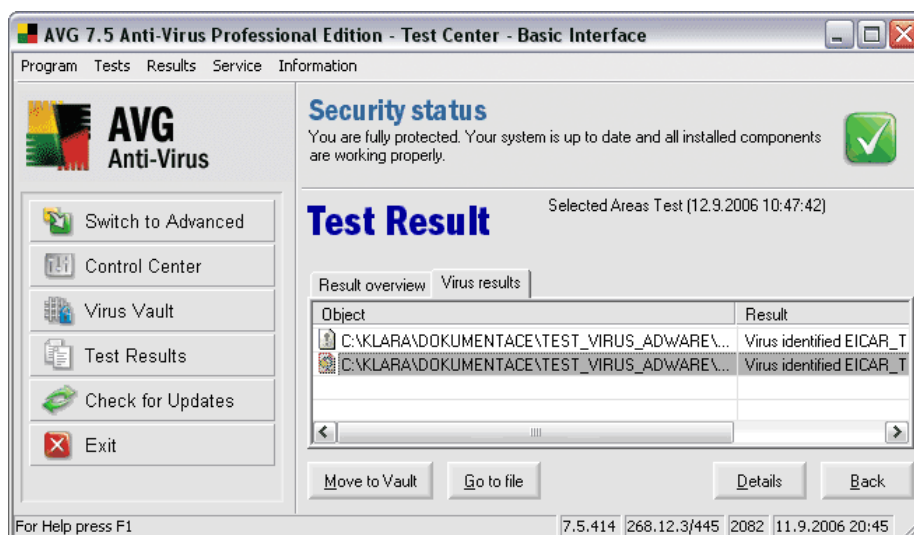 AVG 7.5 Anti-Virus Professional Edition - Test Center - Basic Interface
Program Tests Results Service Information
AVG
Anti-Virus
Switch to Advanced
Control Center
Virus Vault
Test Results
Check for Updates
Exit
Security status
You are fully protected. Your system is up to date and all installed components
are working properly.
Test Result
Selected Areas Test (12.9.2006 10:47:42)
Result overview Virus results
Object Result
C:\KLARA\DOKUMENTACE\TEST_VIRUS_ADWARE\... Virus identified EICAR_T
C:\KLARA\DOKUMENTACE\TEST_VIRUS_ADWARE\... Virus identified EICAR_T
Move to Vault Go to file Details Back
For Help press F1 7.5.414 268.12.3/445 2082 11.9.2006 20:45